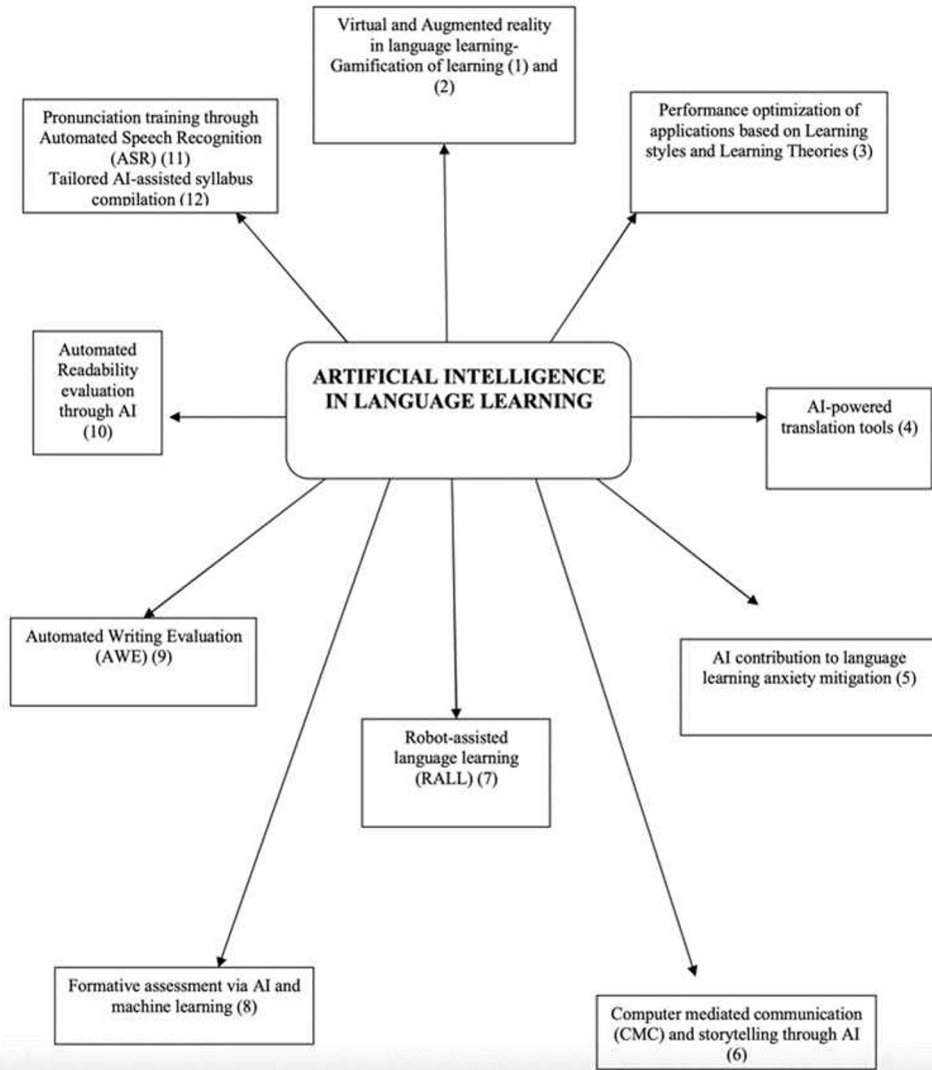 Virtual and Augmented reality
in language learning-
Gamification of learning (1) and
(2)
Pronunciation training through
Automated Speech Recognition
(ASR) (11)
Tailored AI-assisted syllabus
compilation (12)
Performance optimization of
applications based on Learning
styles and Learning Theories (3)
Automated
Readability
evaluation
through AI
(10)
ARTIFICIAL INTELLIGENCE
IN LANGUAGE LEARNING
AI-powered
translation tools (4)
Automated Writing Evaluation
(AWE) (9)
AI contribution to language
learning anxiety mitigation (5)
Robot-assisted
language learning
(RALL) (7)
Formative assessment via AI and
machine learning (8)
Computer mediated communication
(CMC) and storytelling through AI
(6)